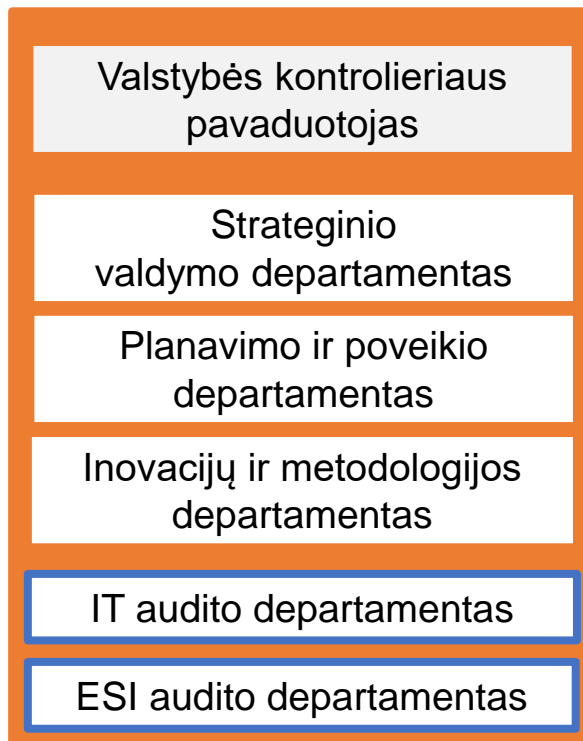 Valstybės kontrolieriaus
pavaduotojas
Strateginio
valdymo departamentas
Planavimo ir poveikio
departamentas
Inovacijų ir metodologijos
departamentas
IT audito departamentas
ESI audito departamentas